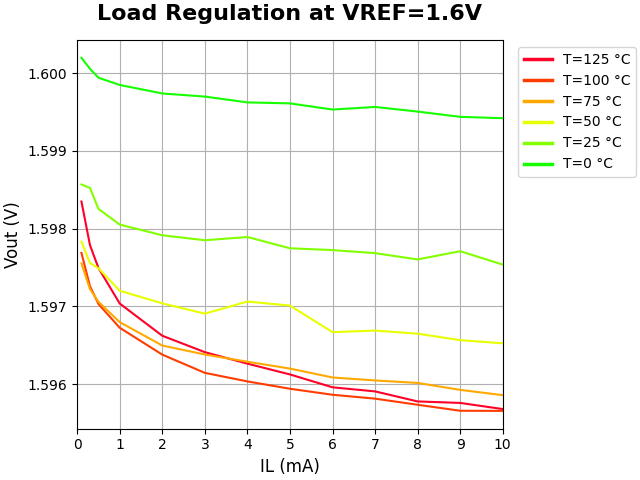 Load Regulation at VREF=1.6V
Vout (V)
1.600
1.599
1.598
1.597
1.596
0 1 2 3 4 5 6 7 8 9 10
IL (mA)
T=125 °C
T=100 °C
T=75 °C
T=50 °C
T=25 °C
T=0 °C